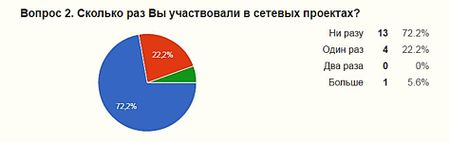 Вопрос 2. Сколько раз Вы участвовали в сетевых проектах?
Ни разу 13 72.2%
Один раз 4 22.2%
Два раза 0 0%
Больше 1 5.6%
22,2%
72,2%